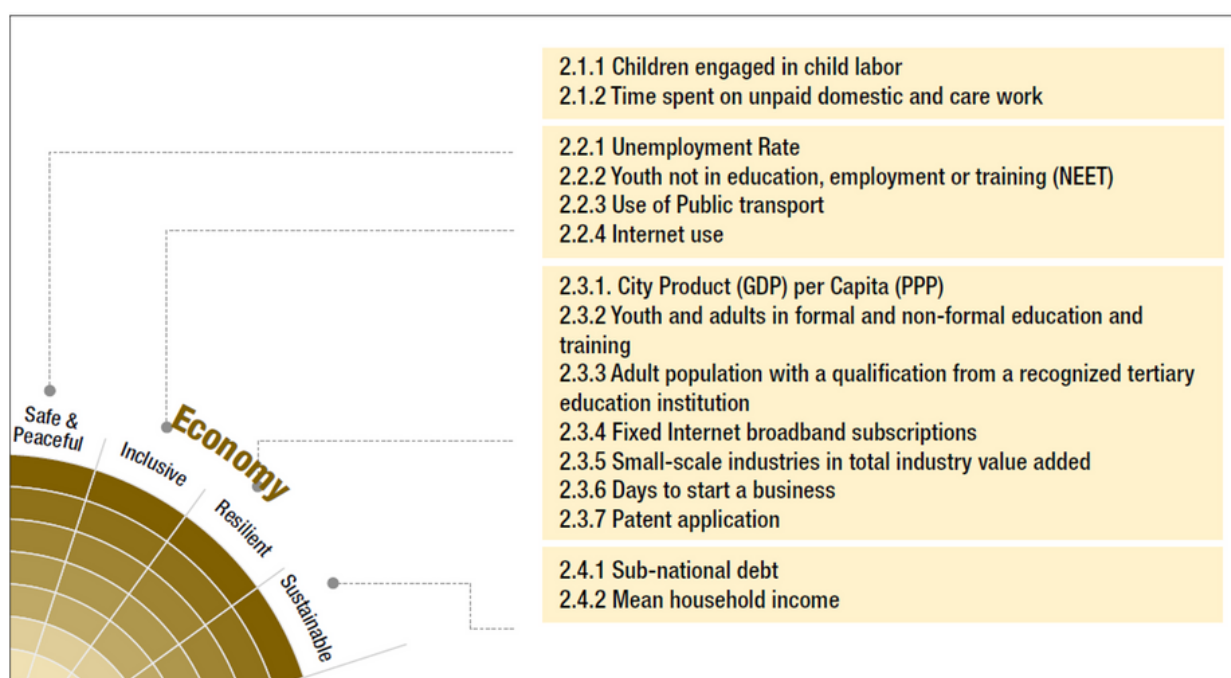 2.1.1 Children engaged in child labor
2.1.2 Time spent on unpaid domestic and care work
2.2.1 Unemployment Rate
2.2.2 Youth not in education, employment or training (NEET)
2.2.3 Use of Public transport
2.2.4 Internet use
2.3.1. City Product (GDP) per Capita (PPP)
2.3.2 Youth and adults in formal and non-formal education and
training
2.3.3 Adult population with a qualification from a recognized tertiary
education institution
2.3.4 Fixed Internet broadband subscriptions
2.3.5 Small-scale industries in total industry value added
2.3.6 Days to start a business
2.3.7 Patent application
2.4.1 Sub-national debt
2.4.2 Mean household income
Economy
Safe &
Peaceful
Inclusive
Resilient
Sustainable